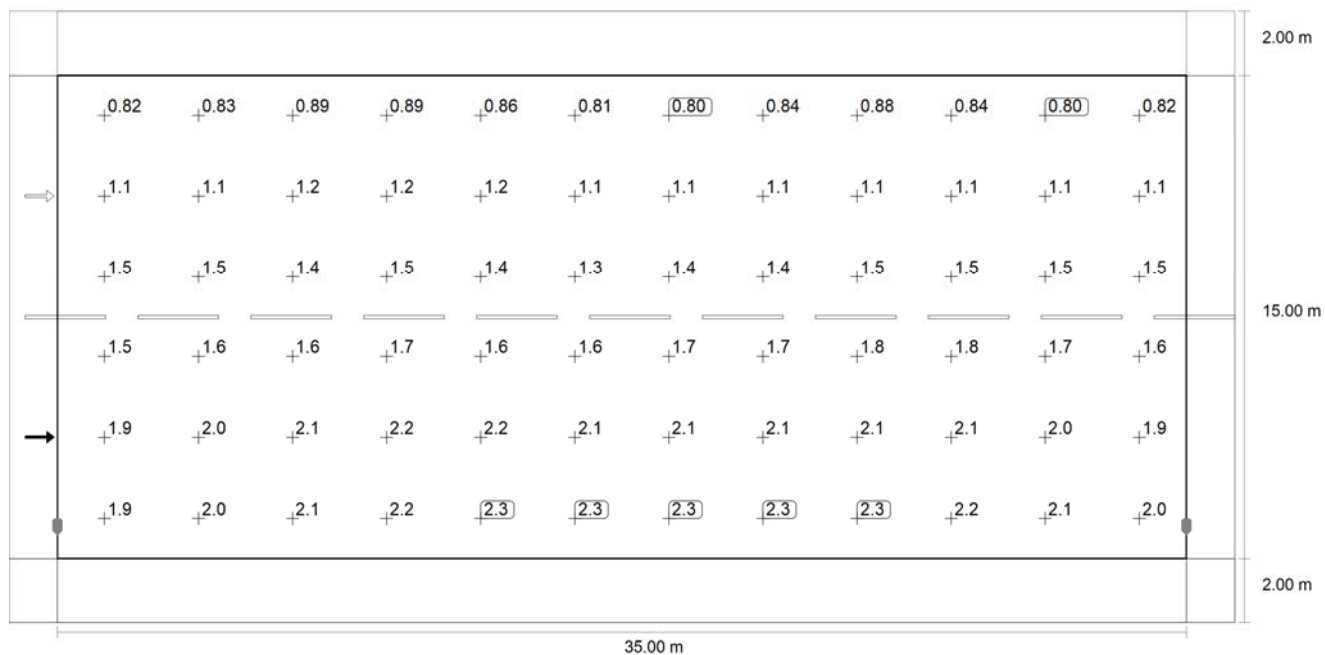 2.00 m
0.82 0.83 0.89 0.89 0.86 0.81 0.80 0.84 0.88 0.84 0.80 0.82
1.1 1.1 1.2 1.2 1.2 1.1 1.1 1.1 1.1 1.1 1.1 1.1
1.5 1.5 1.4 1.5 1.4 1.3 1.4 1.4 1.5 1.5 1.5 1.5
15.00 m
1.5 1.6 1.6 1.7 1.6 1.6 1.7 1.7 1.8 1.8 1.7 1.6
1.9 2.0 2.1 2.2 2.2 2.1 2.1 2.1 2.1 2.1 2.0 1.9
1.9 2.0 2.1 2.2 2.3 2.3 2.3 2.3 2.3 2.2 2.1 2.0
2.00 m
35.00 m